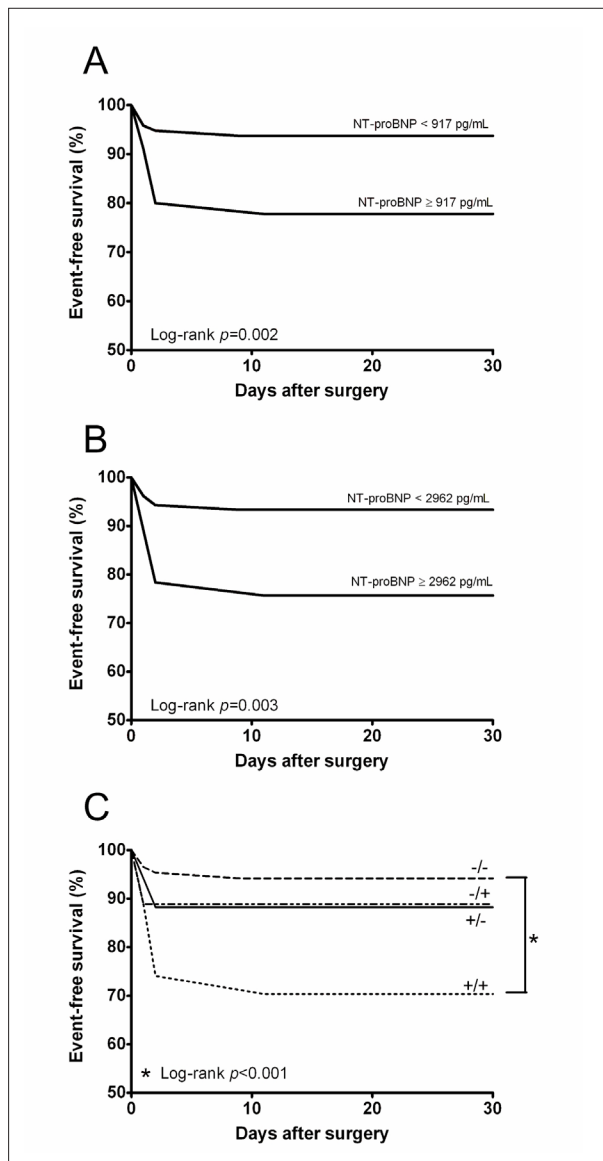 A
Event-free survival (%)
100
90
80
70
60
50
NT-proBNP < 917 pg/mL
NT-proBNP ≥ 917 pg/mL
Log-rank p=0.002
0 10 20 30
Days after surgery
B
Event-free survival (%)
100
90
80
70
60
50
NT-proBNP < 2962 pg/mL
NT-proBNP ≥ 2962 pg/mL
Log-rank p=0.003
0 10 20 30
Days after surgery
C
Event-free survival (%)
100
90
80
70
60
50
-/-
-/+
+/-
+/+
*
* Log-rank p<0.001
0 10 20 30
Days after surgery